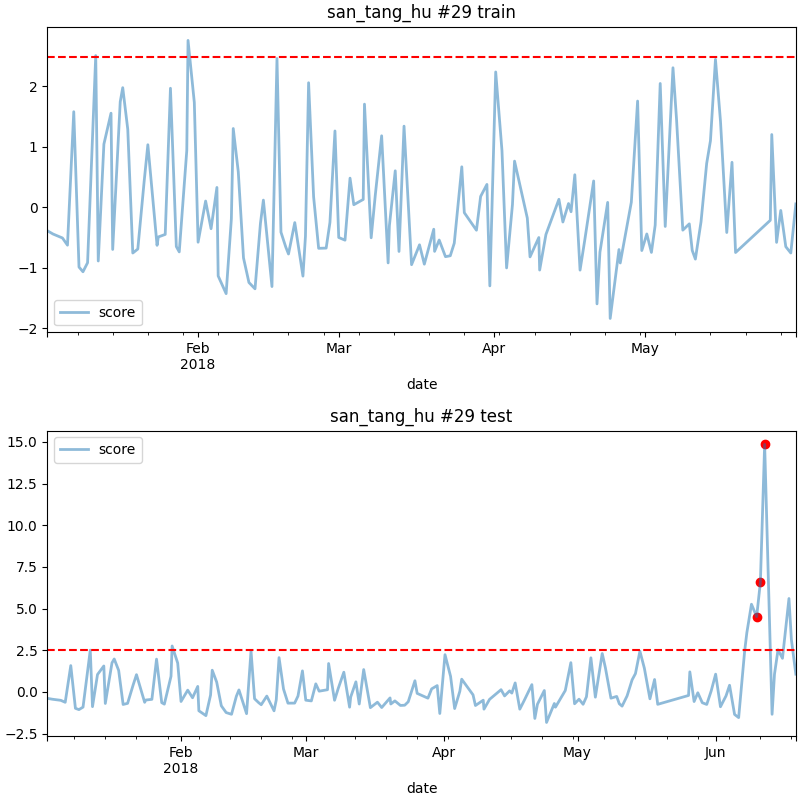 san_tang_hu #29 train
2
1
0
−1
−2
score
Feb
2018
Mar
Apr
May
date
san_tang_hu #29 test
15.0
12.5
10.0
7.5
5.0
2.5
0.0
−2.5
score
Feb
2018
Mar
Apr
May
Jun
date